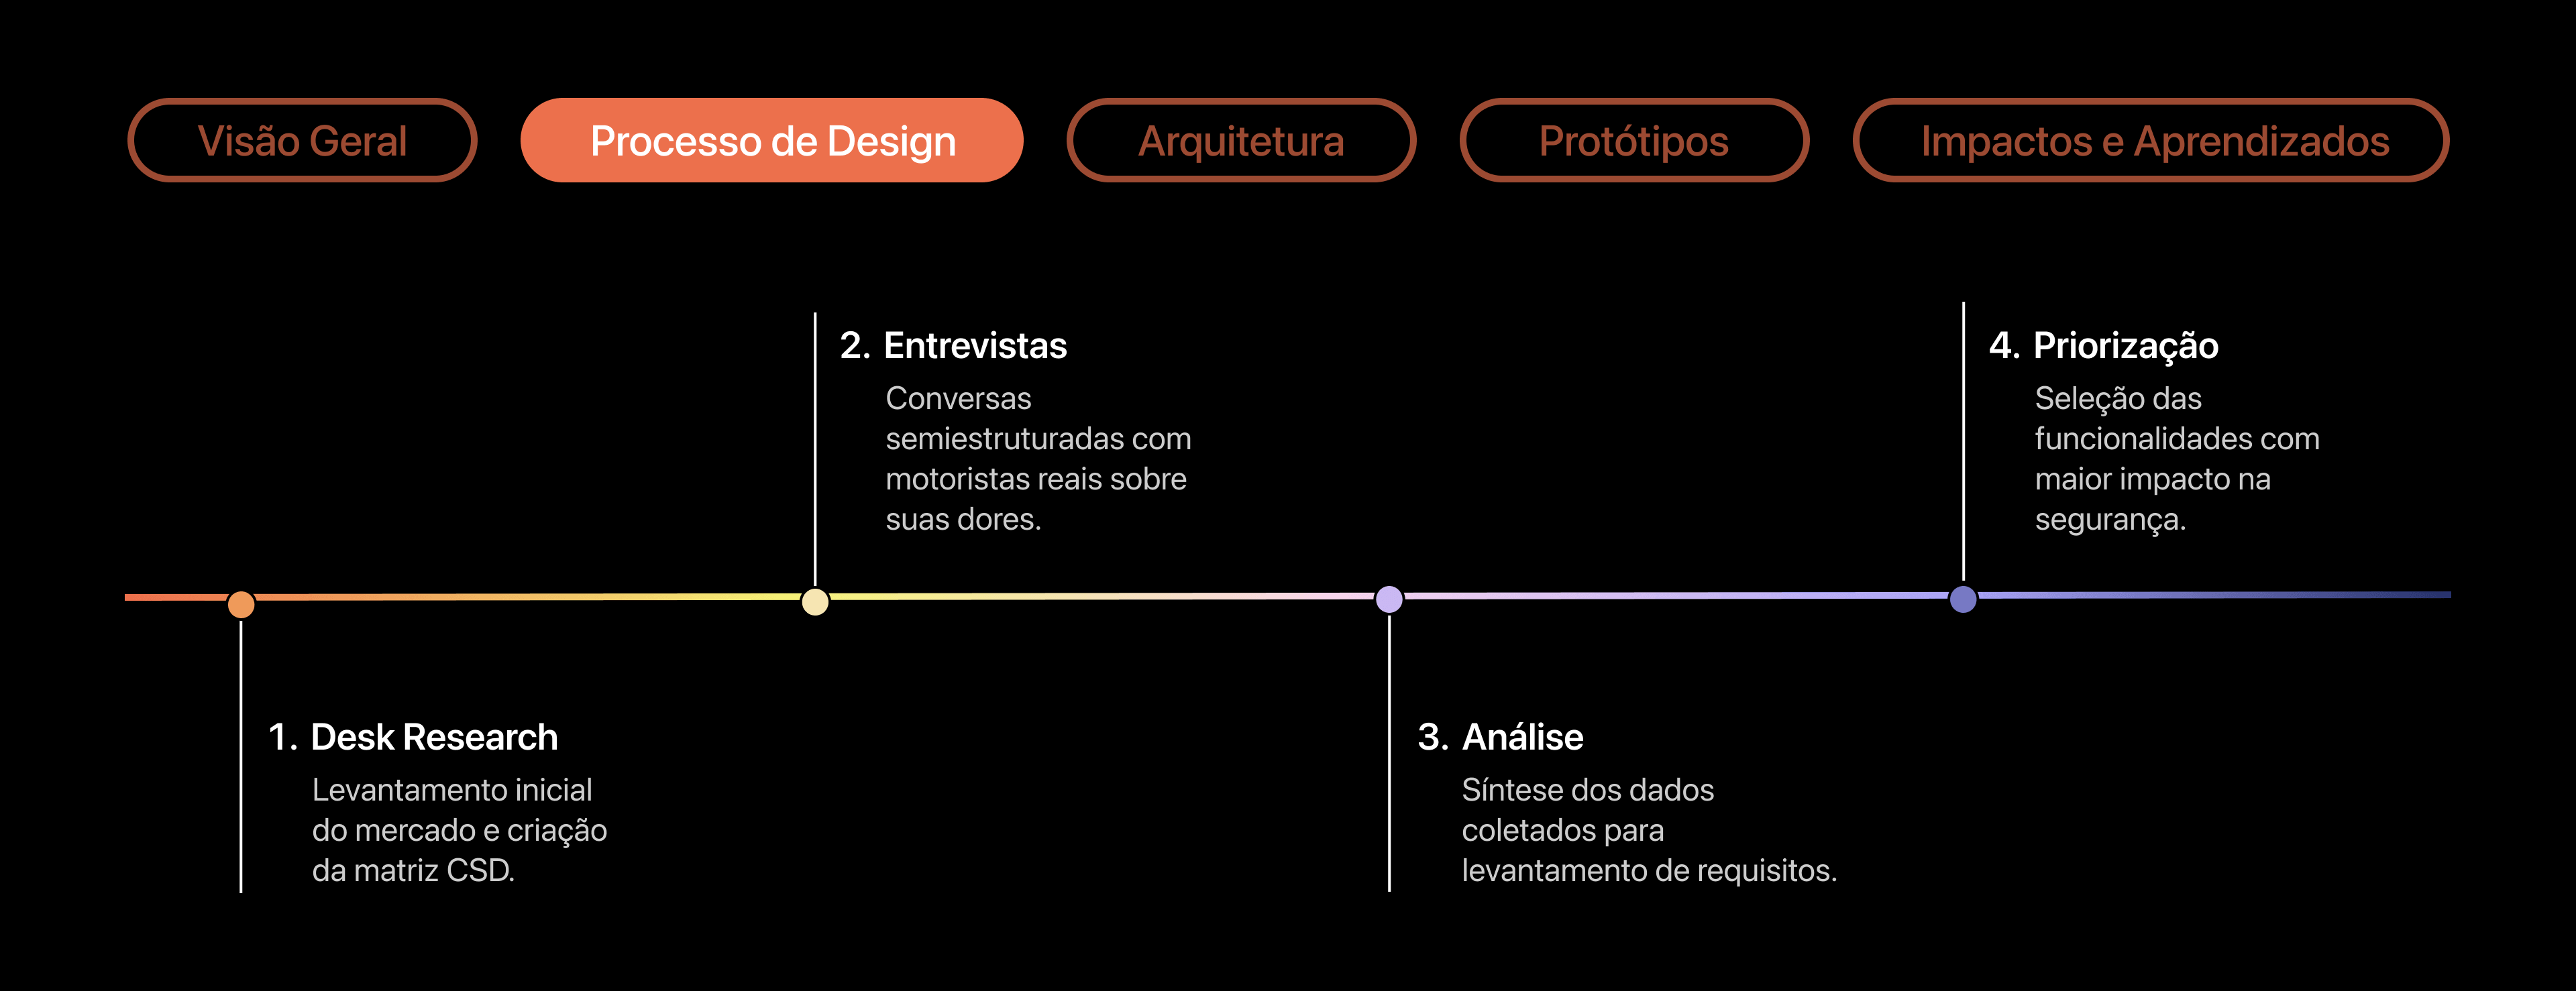 Visão Geral
Processo de Design
Arquitetura
Protótipos
Impactos e Aprendizados
1. Desk Research
Levantamento inicial
do mercado e criação
da matriz CSD.
2. Entrevistas
Conversas
semiestruturadas com
motoristas reais sobre
suas dores.
3. Análise
Síntese dos dados
coletados para
levantamento de requisitos.
4. Priorização
Seleção das
funcionalidades com
maior impacto na
segurança.